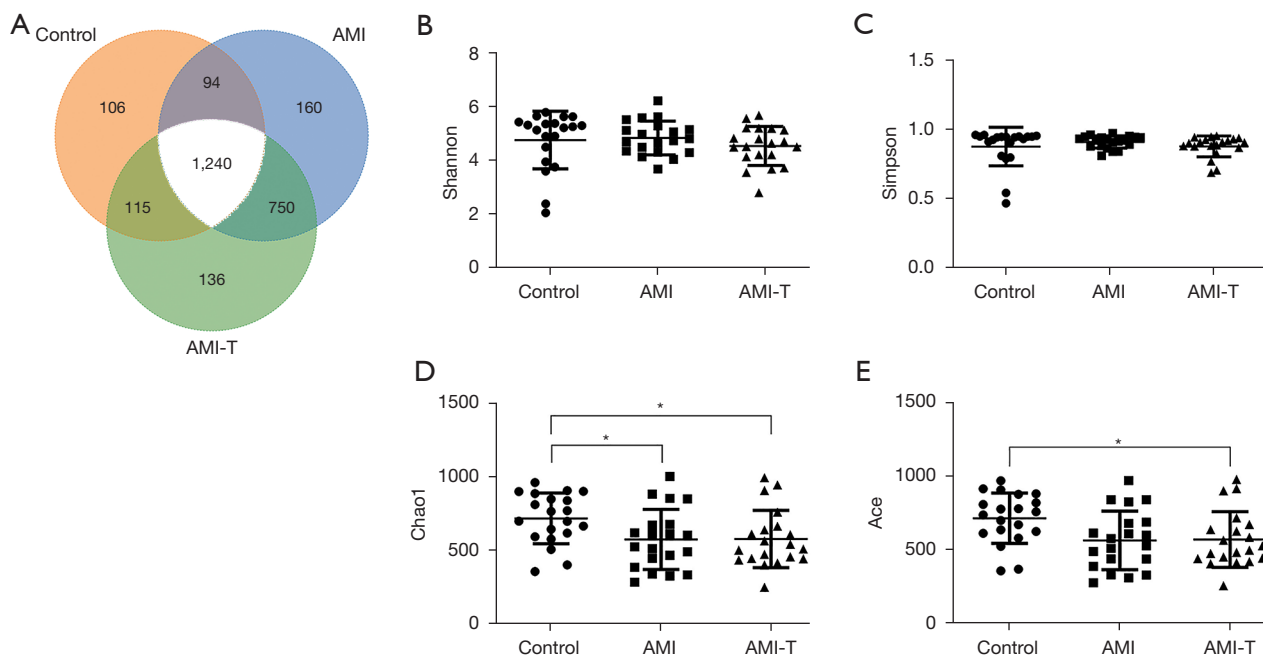 A
Control
AMI
94
106
160
1,240
115
750
136
AMI-T
B
Shannon
8
6
4
2
0
Control
AMI
AMI-T
C
Simpson
1.5
1.0
0.5
0.0
Control
AMI
AMI-T
D
Chao1
1500
1000
500
0
*
*
Control
AMI
AMI-T
E
Ace
1500
1000
500
0
*
Control
AMI
AMI-T